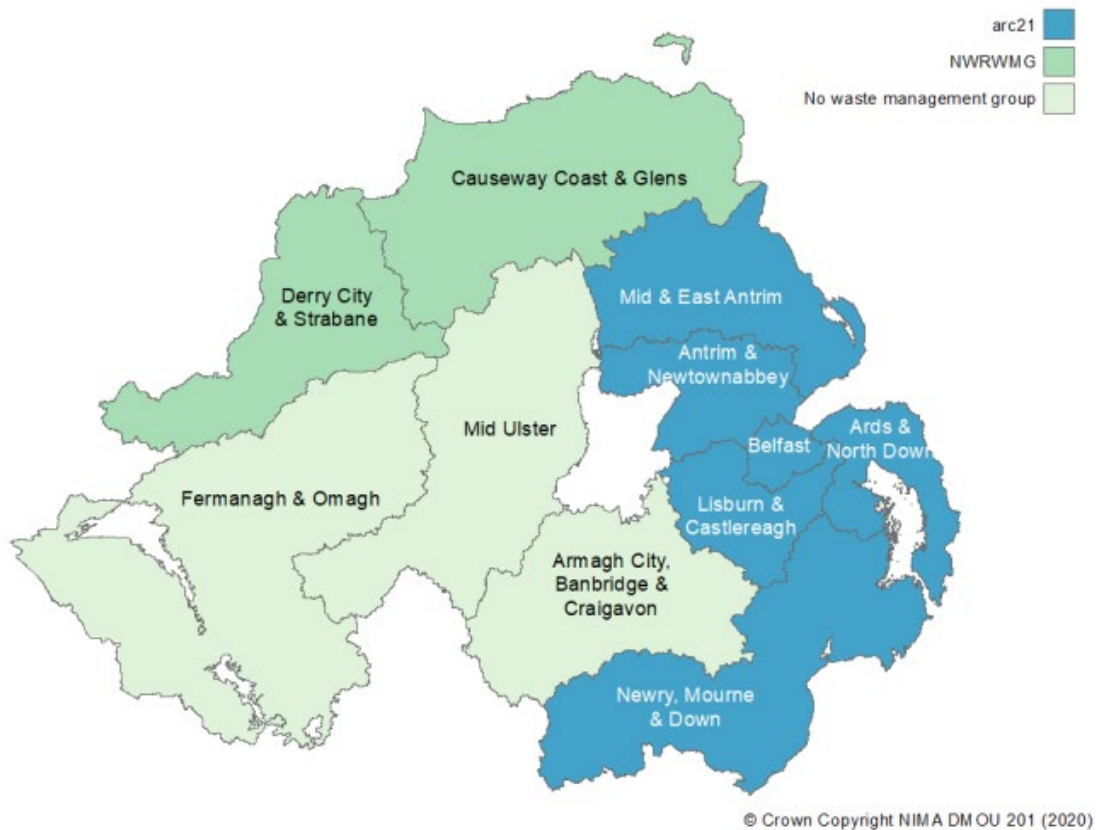 arc21
NWRWMG
No waste management group
Causeway Coast & Glens
Derry City
& Strabane
Mid & East Antrim
Antrim &
Newtownabbey
Mid Ulster
Belfast
Ards &
North Down
Fermanagh & Omagh
Lisburn &
Castlereagh
Armagh City,
Banbridge &
Craigavon
Newry, Mourne
& Down
© Crown Copyright NIMA DMOU 201 (2020)